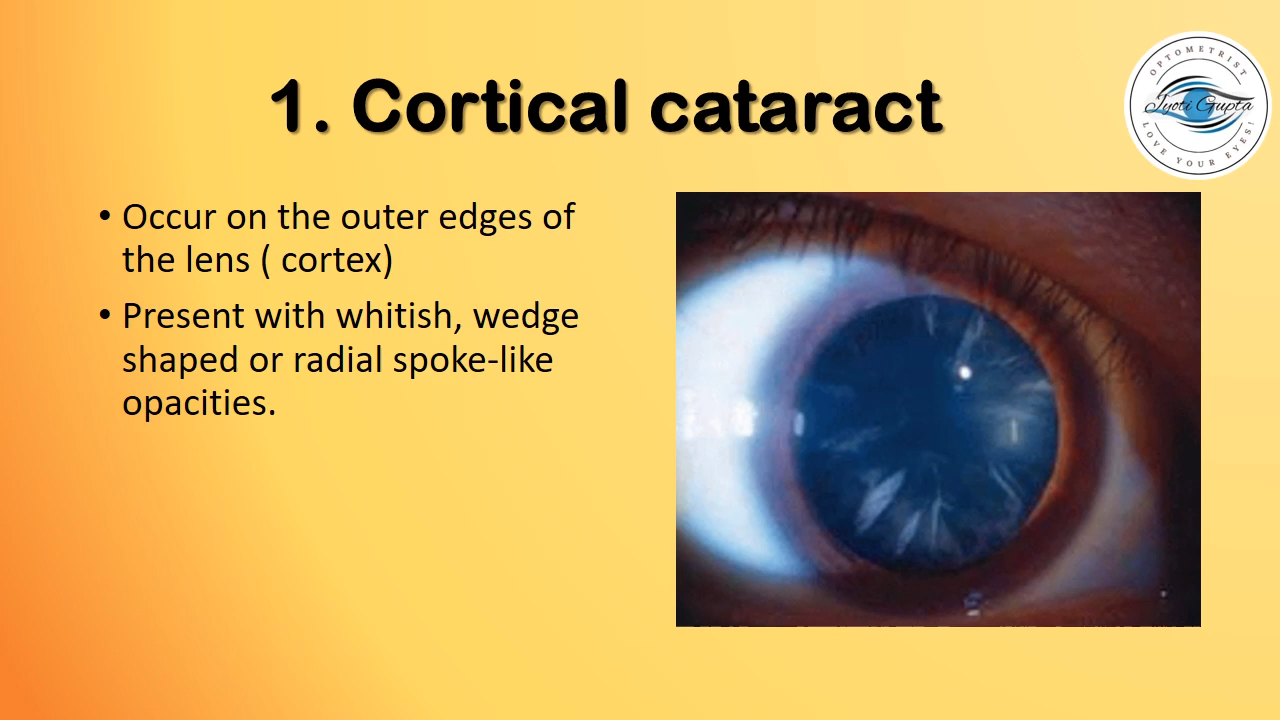 1. Cortical cataract
OPTOMETRIST
Jyoti Gupta
LOVE YOUR EYES!
• Occur on the outer edges of
the lens ( cortex)
• Present with whitish, wedge
shaped or radial spoke-like
opacities.